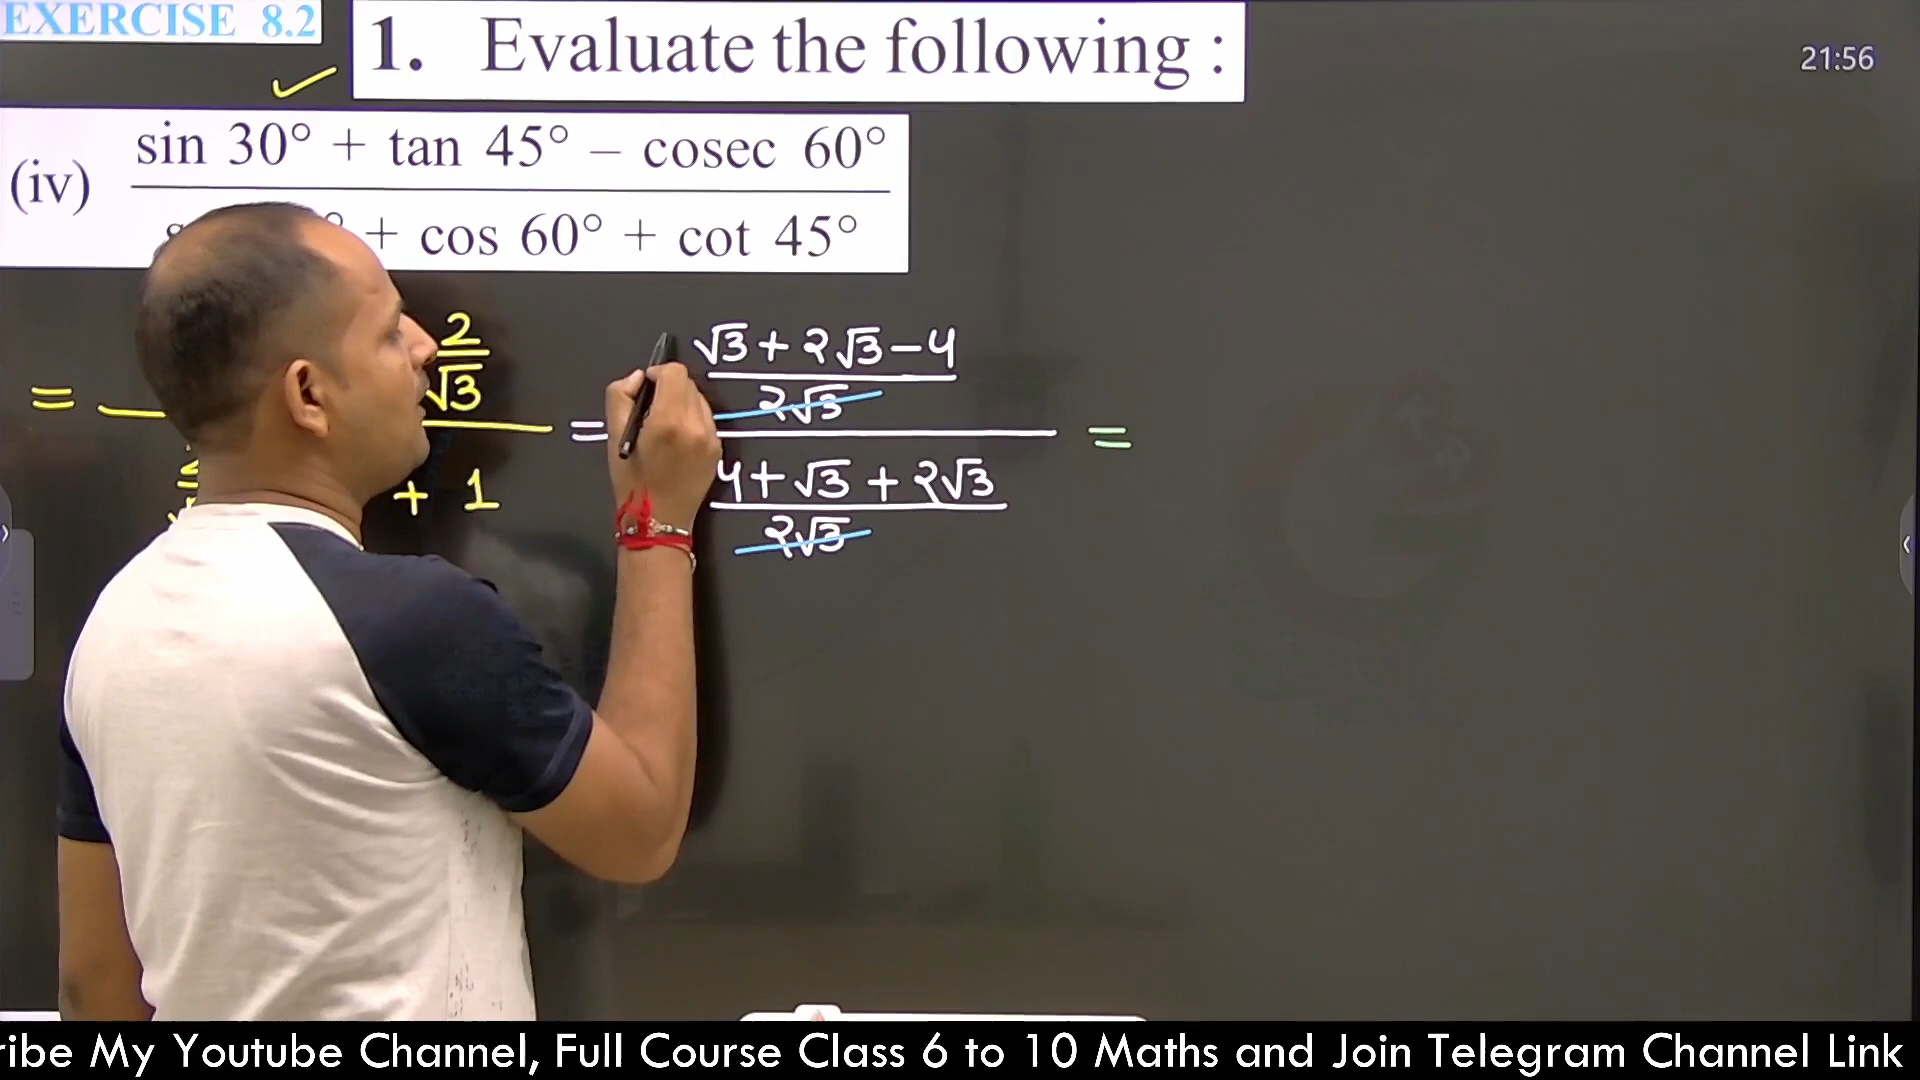 EXERCISE 8.2
1. Evaluate the following :
21:56
(iv) sin 30° + tan 45° – cosec 60°
+ cos 60° + cot 45°
= 2/√3 = √3 + 2√3 − 4 / 2√3 =
+ 1 4 + √3 + 2√3 / 2√3
ribe My Youtube Channel, Full Course Class 6 to 10 Maths and Join Telegram Channel Link